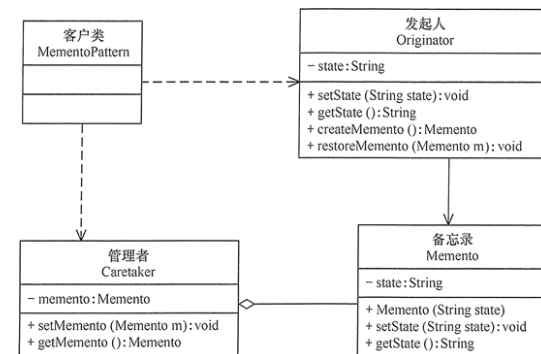 客户类
MementoPattern
发起人
Originator
- state:String
+ setState (String state):void
+ getState ():String
+ createMemento ():Memento
+ restoreMemento (Memento m):void
管理者
Caretaker
- memento:Memento
+ setMemento (Memento m):void
+ getMemento ():Memento
备忘录
Memento
- state:String
+ Memento (String state)
+ setState (String state):void
+ getState ():String